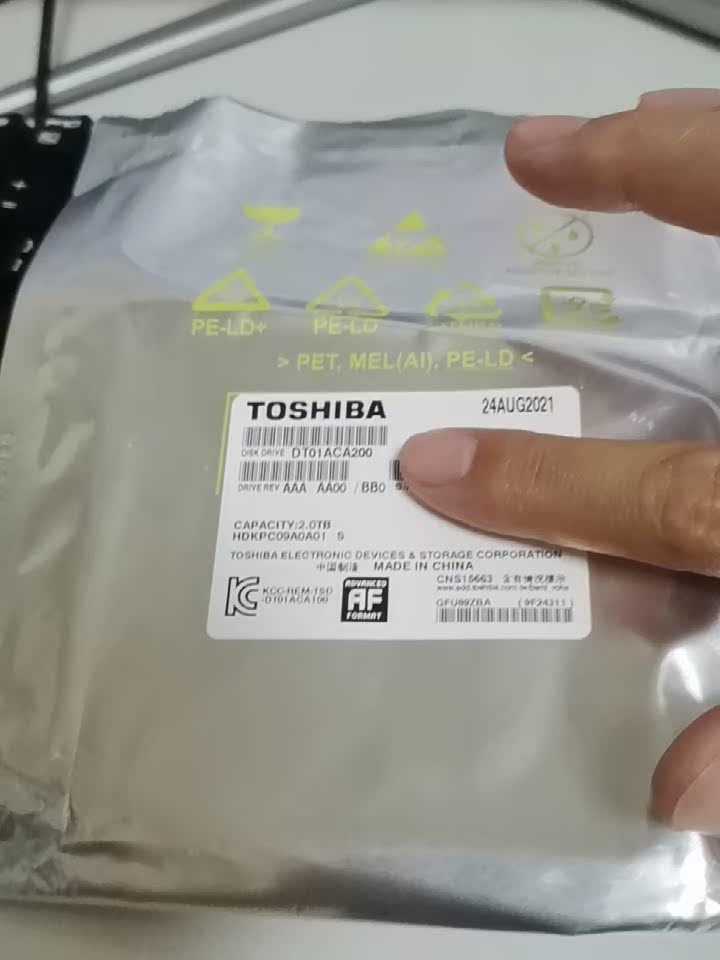 PE-LD+ PE-LD
> PET, MEL(Al), PE-LD <
TOSHIBA 24AUG2021
DISK DRIVE DT01ACA200
DRIVE REV AAA AA00 / BB0
CAPACITY:2.0TB
HDKPC09A0A01 S
TOSHIBA ELECTRONIC DEVICES & STORAGE CORPORATION
中国制造 MADE IN CHINA
KCC-REM-TSD
-DT01ACA100
ADVANCED
AF
FORMAT
CNS15663